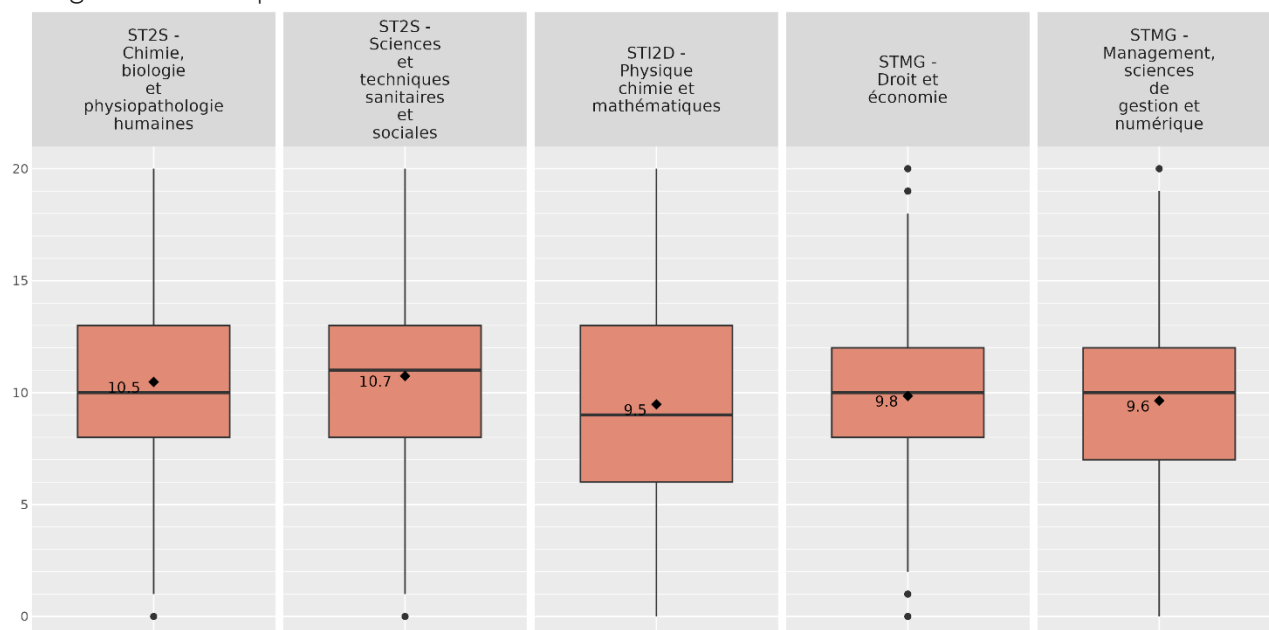 ST2S -
Chimie,
biologie
et
physiopathologie
humaines
ST2S -
Sciences
et
techniques
sanitaires
et
sociales
STI2D -
Physique
chimie et
mathématiques
STMG -
Droit et
économie
STMG -
Management,
sciences
de
gestion et
numérique
20
15
10
5
0
10.5
10.7
9.5
9.8
9.6